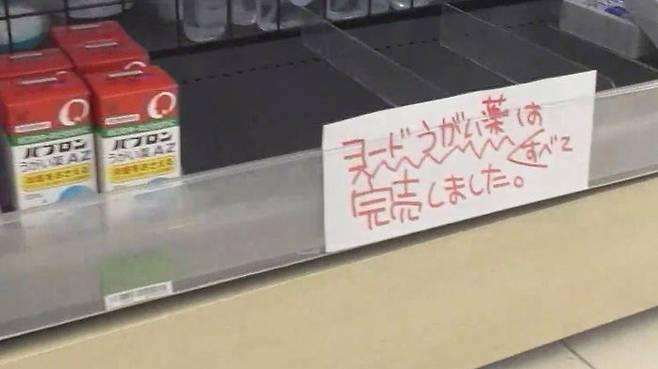 ヨードうがい薬は
すべて
完売しました。
パブロン
うがい薬AZ
パブロン
うがい薬AZ